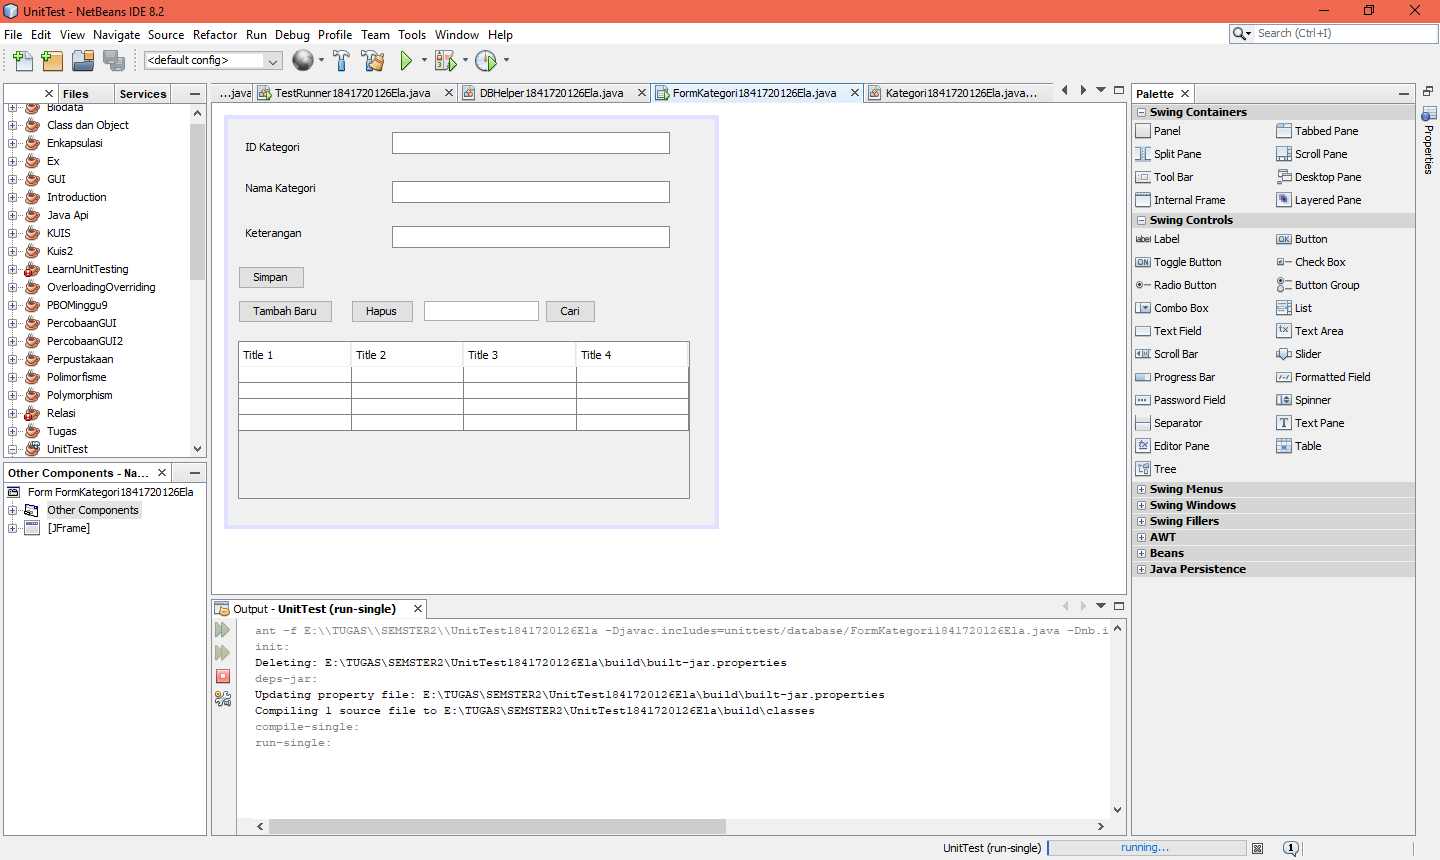 UnitTest - NetBeans IDE 8.2
File Edit View Navigate Source Refactor Run Debug Profile Team Tools Window Help
Search (Ctrl+I)
<default config>
Files
Services
Biodata
Class dan Object
Enkapsulasi
Ex
GUI
Introduction
Java Api
KUIS
Kuis2
LearnUnitTesting
OverloadingOverriding
PBOMinggu9
PercobaanGUI
PercobaanGUI2
Perpustakaan
Polimorfisme
Polymorphism
Relasi
Tugas
UnitTest
Other Components - Na...
Form FormKategori1841720126Ela
Other Components
[JFrame]
...java
TestRunner1841720126Ela.java
DBHelper1841720126Ela.java
FormKategori1841720126Ela.java
Kategori1841720126Ela.java...
ID Kategori
Nama Kategori
Keterangan
Simpan
Tambah Baru
Hapus
Cari
Title 1
Title 2
Title 3
Title 4
Output - UnitTest (run-single)
ant -f E:\\TUGAS\\SEMSTER2\\UnitTest1841720126Ela -Djavac.includes=unittest/database/FormKategori1841720126Ela.java -Dnb.i
init:
Deleting: E:\TUGAS\SEMSTER2\UnitTest1841720126Ela\build\built-jar.properties
deps-jar:
Updating property file: E:\TUGAS\SEMSTER2\UnitTest1841720126Ela\build\built-jar.properties
Compiling 1 source file to E:\TUGAS\SEMSTER2\UnitTest1841720126Ela\build\classes
compile-single:
run-single:
Palette
Swing Containers
Panel
Tabbed Pane
Split Pane
Scroll Pane
Tool Bar
Desktop Pane
Internal Frame
Layered Pane
Swing Controls
label Label
OK Button
ON Toggle Button
Check Box
Radio Button
Button Group
Combo Box
List
Text Field
Text Area
Scroll Bar
Slider
Progress Bar
Formatted Field
Password Field
Spinner
Separator
T Text Pane
Editor Pane
Table
Tree
Swing Menus
Swing Windows
Swing Fillers
AWT
Beans
Java Persistence
Properties
UnitTest (run-single)
running...
1